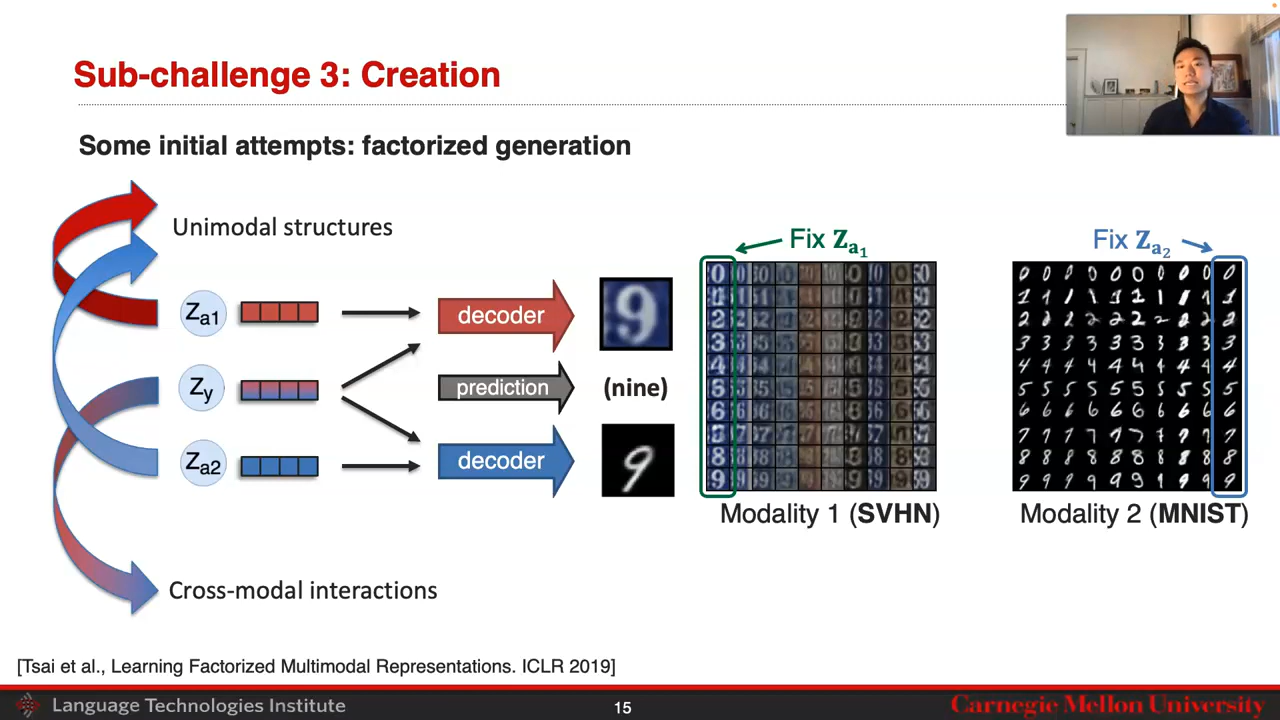 Sub-challenge 3: Creation
Some initial attempts: factorized generation
Unimodal structures
Fix Za1
Fix Za2
Za1
decoder
Zy
prediction
(nine)
Za2
decoder
Modality 1 (SVHN)
Modality 2 (MNIST)
Cross-modal interactions
[Tsai et al., Learning Factorized Multimodal Representations. ICLR 2019]
Language Technologies Institute
15
Carnegie Mellon University